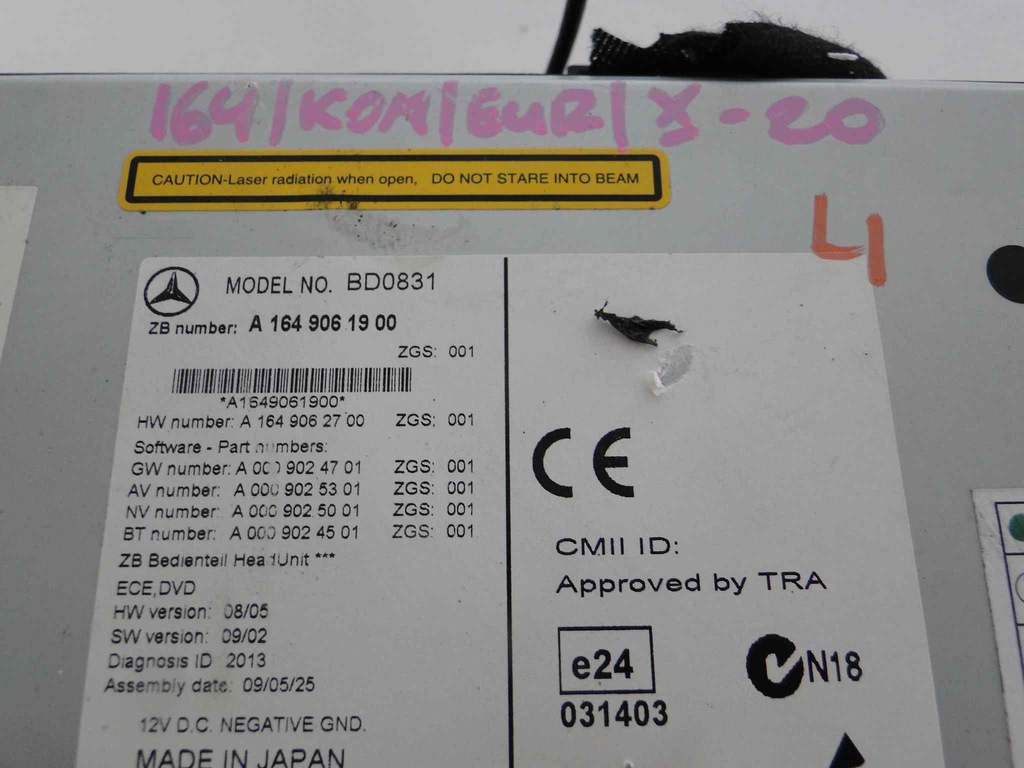 164/KOM/EUR/X-20
CAUTION-Laser radiation when open, DO NOT STARE INTO BEAM
4
MODEL NO. BD0831
ZB number: A 164 906 19 00
ZGS: 001
*A1649061900*
HW number: A 164 906 27 00 ZGS: 001
Software - Part numbers:
GW number: A 000 902 47 01 ZGS: 001
AV number: A 000 902 53 01 ZGS: 001
NV number: A 000 902 50 01 ZGS: 001
BT number: A 000 902 45 01 ZGS: 001
ZB Bedienteil HeadUnit ***
ECE,DVD
HW version: 08/05
SW version: 09/02
Diagnosis ID 2013
Assembly date: 09/05/25
12V D.C. NEGATIVE GND.
MADE IN JAPAN
CE
CMII ID:
Approved by TRA
e24
031403
N18